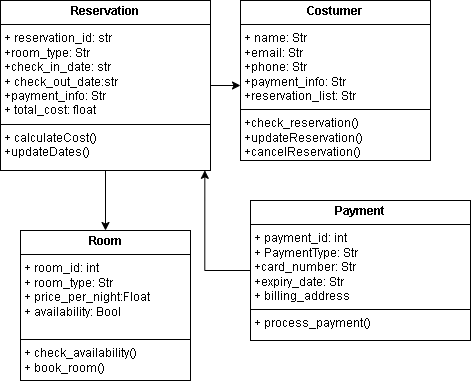 Reservation
+ reservation_id: str
+room_type: Str
+check_in_date: str
+ check_out_date:str
+payment_info: Str
+ total_cost: float
+ calculateCost()
+updateDates()
Costumer
+ name: Str
+ email: Str
+ phone: Str
+ payment_info: Str
+ reservation_list: Str
+check_reservation()
+updateReservation()
+cancelReservation()
Room
+ room_id: int
+ room_type: Str
+ price_per_night:Float
+ availability: Bool
+ check_availability()
+ book_room()
Payment
+ payment_id: int
+ PaymentType: Str
+card_number: Str
+expiry_date: Str
+ billing_address
+ process_payment()